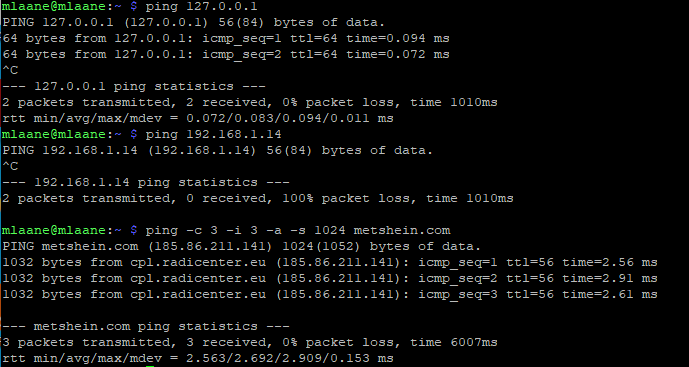 mlaane@mlaane:~ $ ping 127.0.0.1
PING 127.0.0.1 (127.0.0.1) 56(84) bytes of data.
64 bytes from 127.0.0.1: icmp_seq=1 ttl=64 time=0.094 ms
64 bytes from 127.0.0.1: icmp_seq=2 ttl=64 time=0.072 ms
^C
--- 127.0.0.1 ping statistics ---
2 packets transmitted, 2 received, 0% packet loss, time 1010ms
rtt min/avg/max/mdev = 0.072/0.083/0.094/0.011 ms
mlaane@mlaane:~ $ ping 192.168.1.14
PING 192.168.1.14 (192.168.1.14) 56(84) bytes of data.
^C
--- 192.168.1.14 ping statistics ---
2 packets transmitted, 0 received, 100% packet loss, time 1010ms
mlaane@mlaane:~ $ ping -c 3 -i 3 -a -s 1024 metshein.com
PING metshein.com (185.86.211.141) 1024(1052) bytes of data.
1032 bytes from cpl.radicenter.eu (185.86.211.141): icmp_seq=1 ttl=56 time=2.56 ms
1032 bytes from cpl.radicenter.eu (185.86.211.141): icmp_seq=2 ttl=56 time=2.91 ms
1032 bytes from cpl.radicenter.eu (185.86.211.141): icmp_seq=3 ttl=56 time=2.61 ms
--- metshein.com ping statistics ---
3 packets transmitted, 3 received, 0% packet loss, time 6007ms
rtt min/avg/max/mdev = 2.563/2.692/2.909/0.153 ms